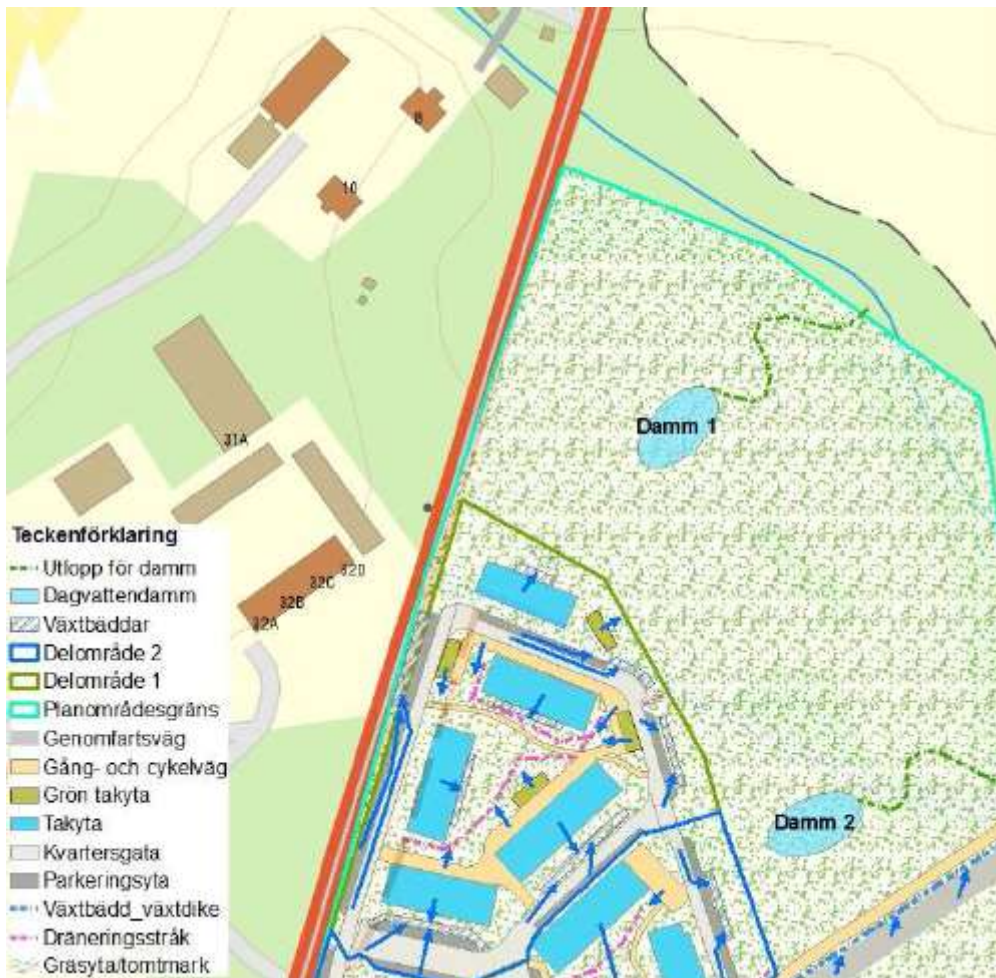 8
10
Damm 1
31A
32D
32C
32B
32A
Damm 2
Teckenförklaring
Utlopp för damm
Dagvattendamm
Växtbäddar
Delområde 2
Delområde 1
Planområdesgräns
Genomfartsväg
Gång- och cykelväg
Grön takyta
Takyta
Kvartersgata
Parkeringsyta
Växtbädd_växtdike
Dräneringsstråk
Gräsyta/tomtmark